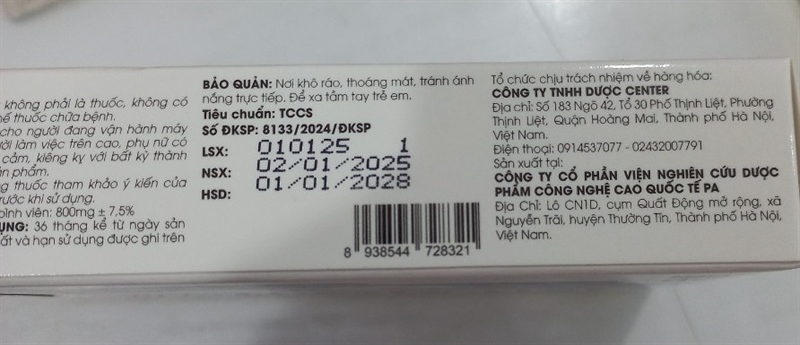 không phải là thuốc, không có
thuốc chữa bệnh.
cho người đang vận hành máy
làm việc trên cao, phụ nữ có
cảm, kiêng kỵ với bất kỳ thành
phẩm.
thuốc tham khảo ý kiến của
trước khi sử dụng.
viên: 800mg ± 7,5%
36 tháng kể từ ngày sản
và hạn sử dụng được ghi trên
BẢO QUẢN: Nơi khô ráo, thoáng mát, tránh ánh
nắng trực tiếp. Để xa tầm tay trẻ em.
Tiêu chuẩn: TCCS
Số ĐKSP: 8133/2024/ĐKSP
LSX: 010125 1
NSX: 02/01/2025
HSD: 01/01/2028
8 938544 728321
Tổ chức chịu trách nhiệm về hàng hóa:
CÔNG TY TNHH DƯỢC CENTER
Địa chỉ: Số 183 Ngõ 42, Tổ 30 Phố Thịnh Liệt, Phường
Thịnh Liệt, Quận Hoàng Mai, Thành phố Hà Nội,
Việt Nam.
Điện thoại: 0914537077 - 02432007791
Sản xuất tại:
CÔNG TY CỔ PHẦN VIỆN NGHIÊN CỨU DƯỢC
PHẨM CÔNG NGHỆ CAO QUỐC TẾ PA
Địa Chỉ: Lô CN1D, cụm Quất Động mở rộng, xã
Nguyễn Trãi, huyện Thường Tín, Thành phố Hà Nội,
Việt Nam.